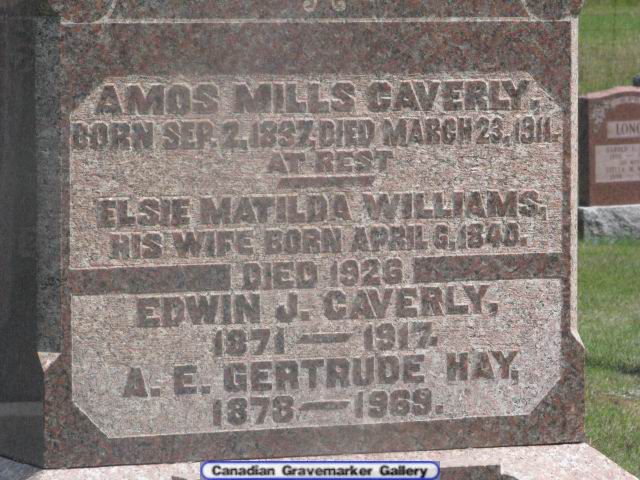 AMOS MILLS CAVERLY,
BORN SEP. 2, 1837, DIED MARCH 23, 1911.
AT REST
ELSIE MATILDA WILLIAMS,
HIS WIFE BORN APRIL 6, 1840.
DIED 1926
EDWIN J. CAVERLY,
1871 — 1917.
A. E. GERTRUDE HAY,
1878 — 1969.
Canadian Gravemarker Gallery